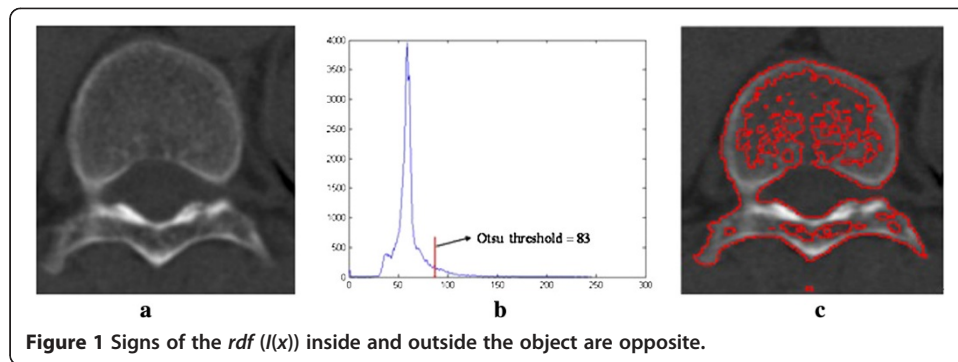 4000
3500
3000
2500
2000
1500
1000
500
0
0 50 100 150 200 250 300
Otsu threshold = 83
a b c
Figure 1 Signs of the rdf (I(x)) inside and outside the object are opposite.